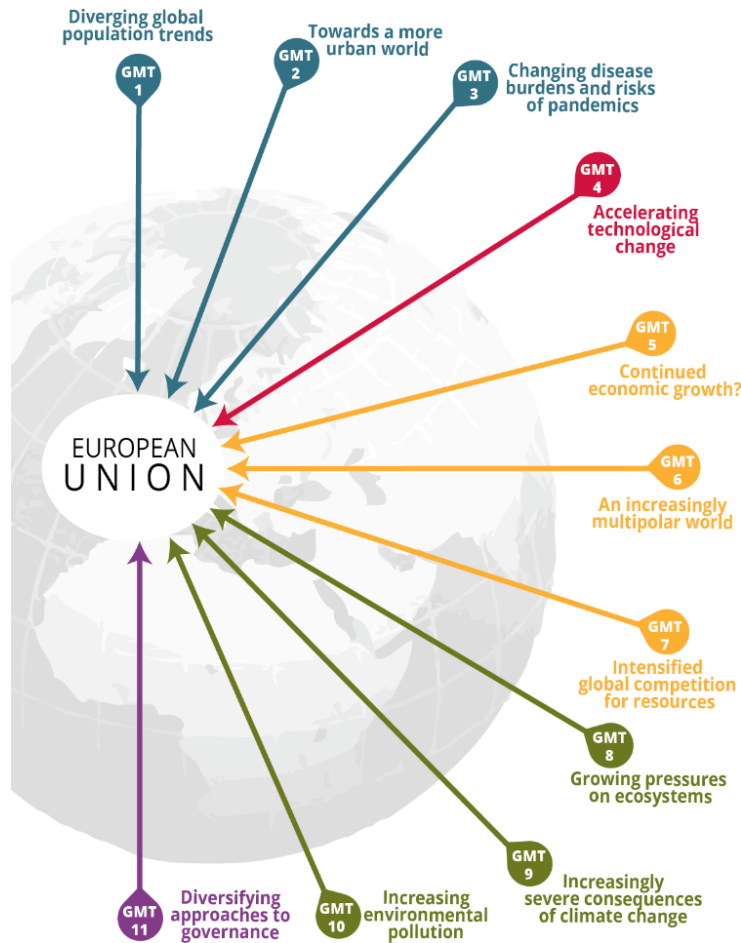 Diverging global
population trends
GMT
1
Towards a more
urban world
GMT
2
Changing disease
burdens and risks
of pandemics
GMT
3
GMT
4
Accelerating
technological
change
GMT
5
Continued
economic growth?
EUROPEAN
UNION
GMT
6
An increasingly
multipolar world
GMT
7
Intensified
global competition
for resources
GMT
8
Growing pressures
on ecosystems
GMT
9
Increasingly
severe consequences
of climate change
GMT
10
Increasing
environmental
pollution
GMT
11
Diversifying
approaches to
governance